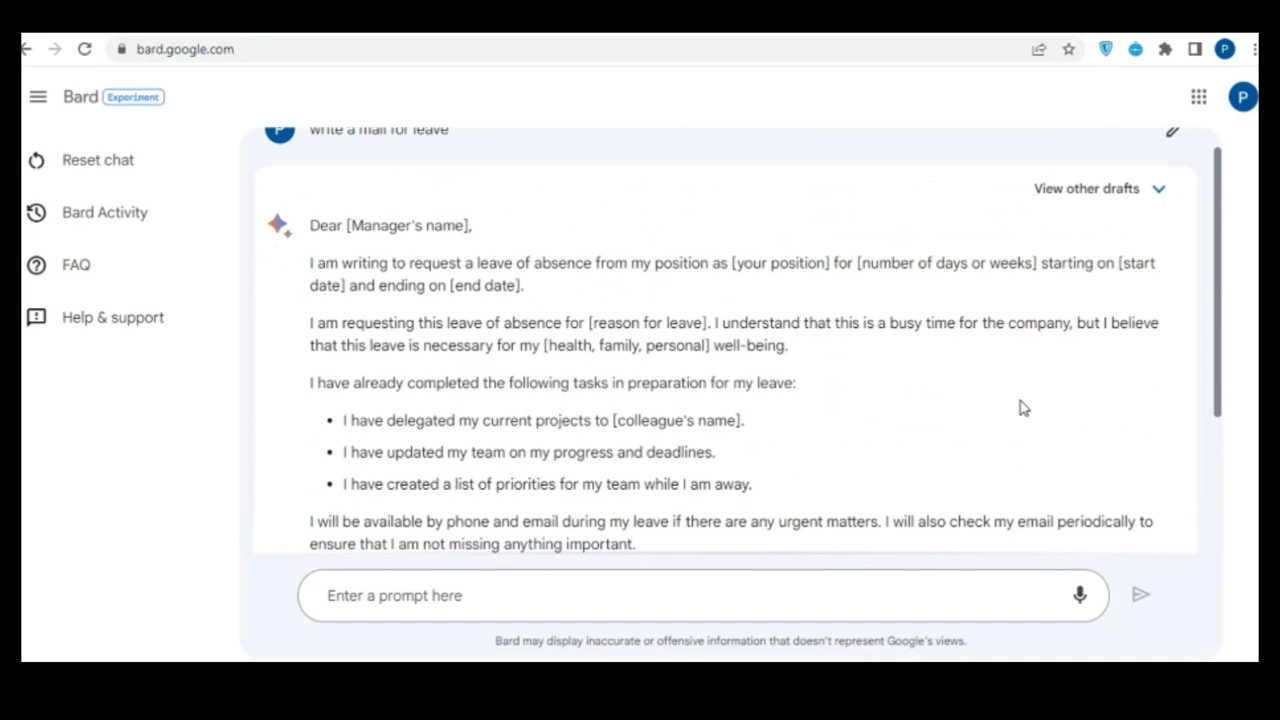 bard.google.com
P
Bard Experiment
P
P write a mail for leave
Reset chat
View other drafts
Bard Activity
Dear [Manager's name],
I am writing to request a leave of absence from my position as [your position] for [number of days or weeks] starting on [start
date] and ending on [end date].
FAQ
I am requesting this leave of absence for [reason for leave]. I understand that this is a busy time for the company, but I believe
that this leave is necessary for my [health, family, personal] well-being.
Help & support
I have already completed the following tasks in preparation for my leave:
• I have delegated my current projects to [colleague's name].
• I have updated my team on my progress and deadlines.
• I have created a list of priorities for my team while I am away.
I will be available by phone and email during my leave if there are any urgent matters. I will also check my email periodically to
ensure that I am not missing anything important.
Enter a prompt here
Bard may display inaccurate or offensive information that doesn't represent Google's views.